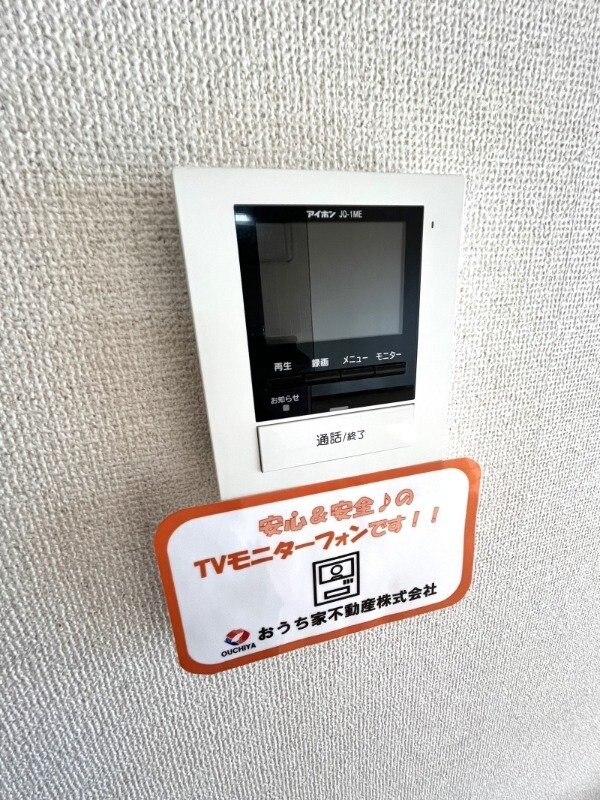 アイホン JQ-1ME
再生 録画 メニュー モニター
お知らせ
通話/終了
安心&安全♪の
TVモニターフォンです！！
おうち家不動産株式会社
OUCHIYA